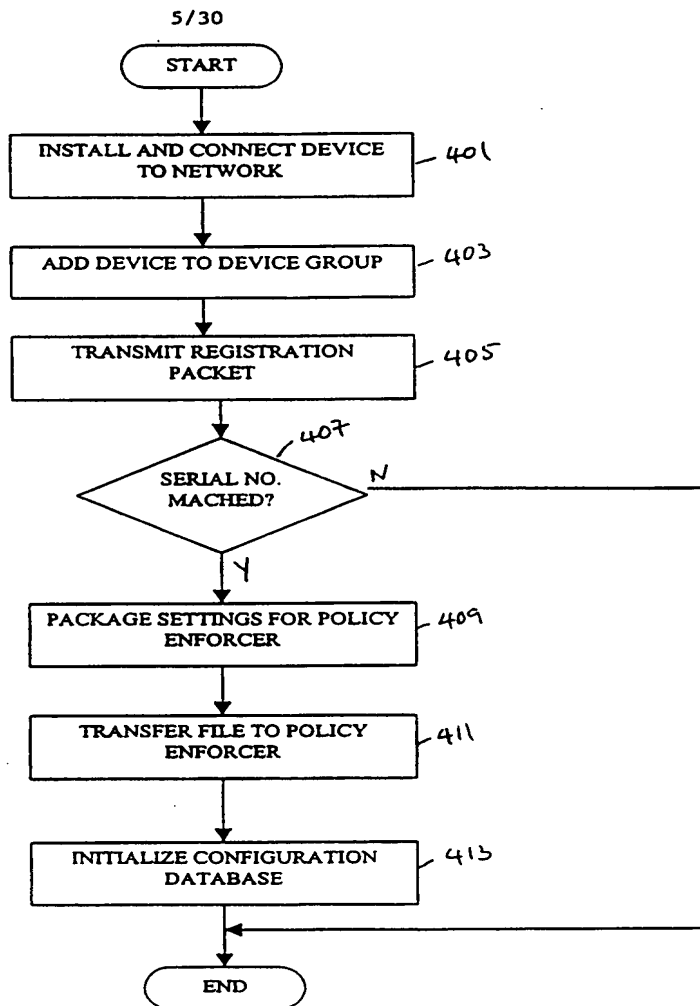 5/30
START
INSTALL AND CONNECT DEVICE
TO NETWORK
401
ADD DEVICE TO DEVICE GROUP
403
TRANSMIT REGISTRATION
PACKET
405
407
SERIAL NO.
MACHED?
N
Y
PACKAGE SETTINGS FOR POLICY
ENFORCER
409
TRANSFER FILE TO POLICY
ENFORCER
411
INITIALIZE CONFIGURATION
DATABASE
413
END